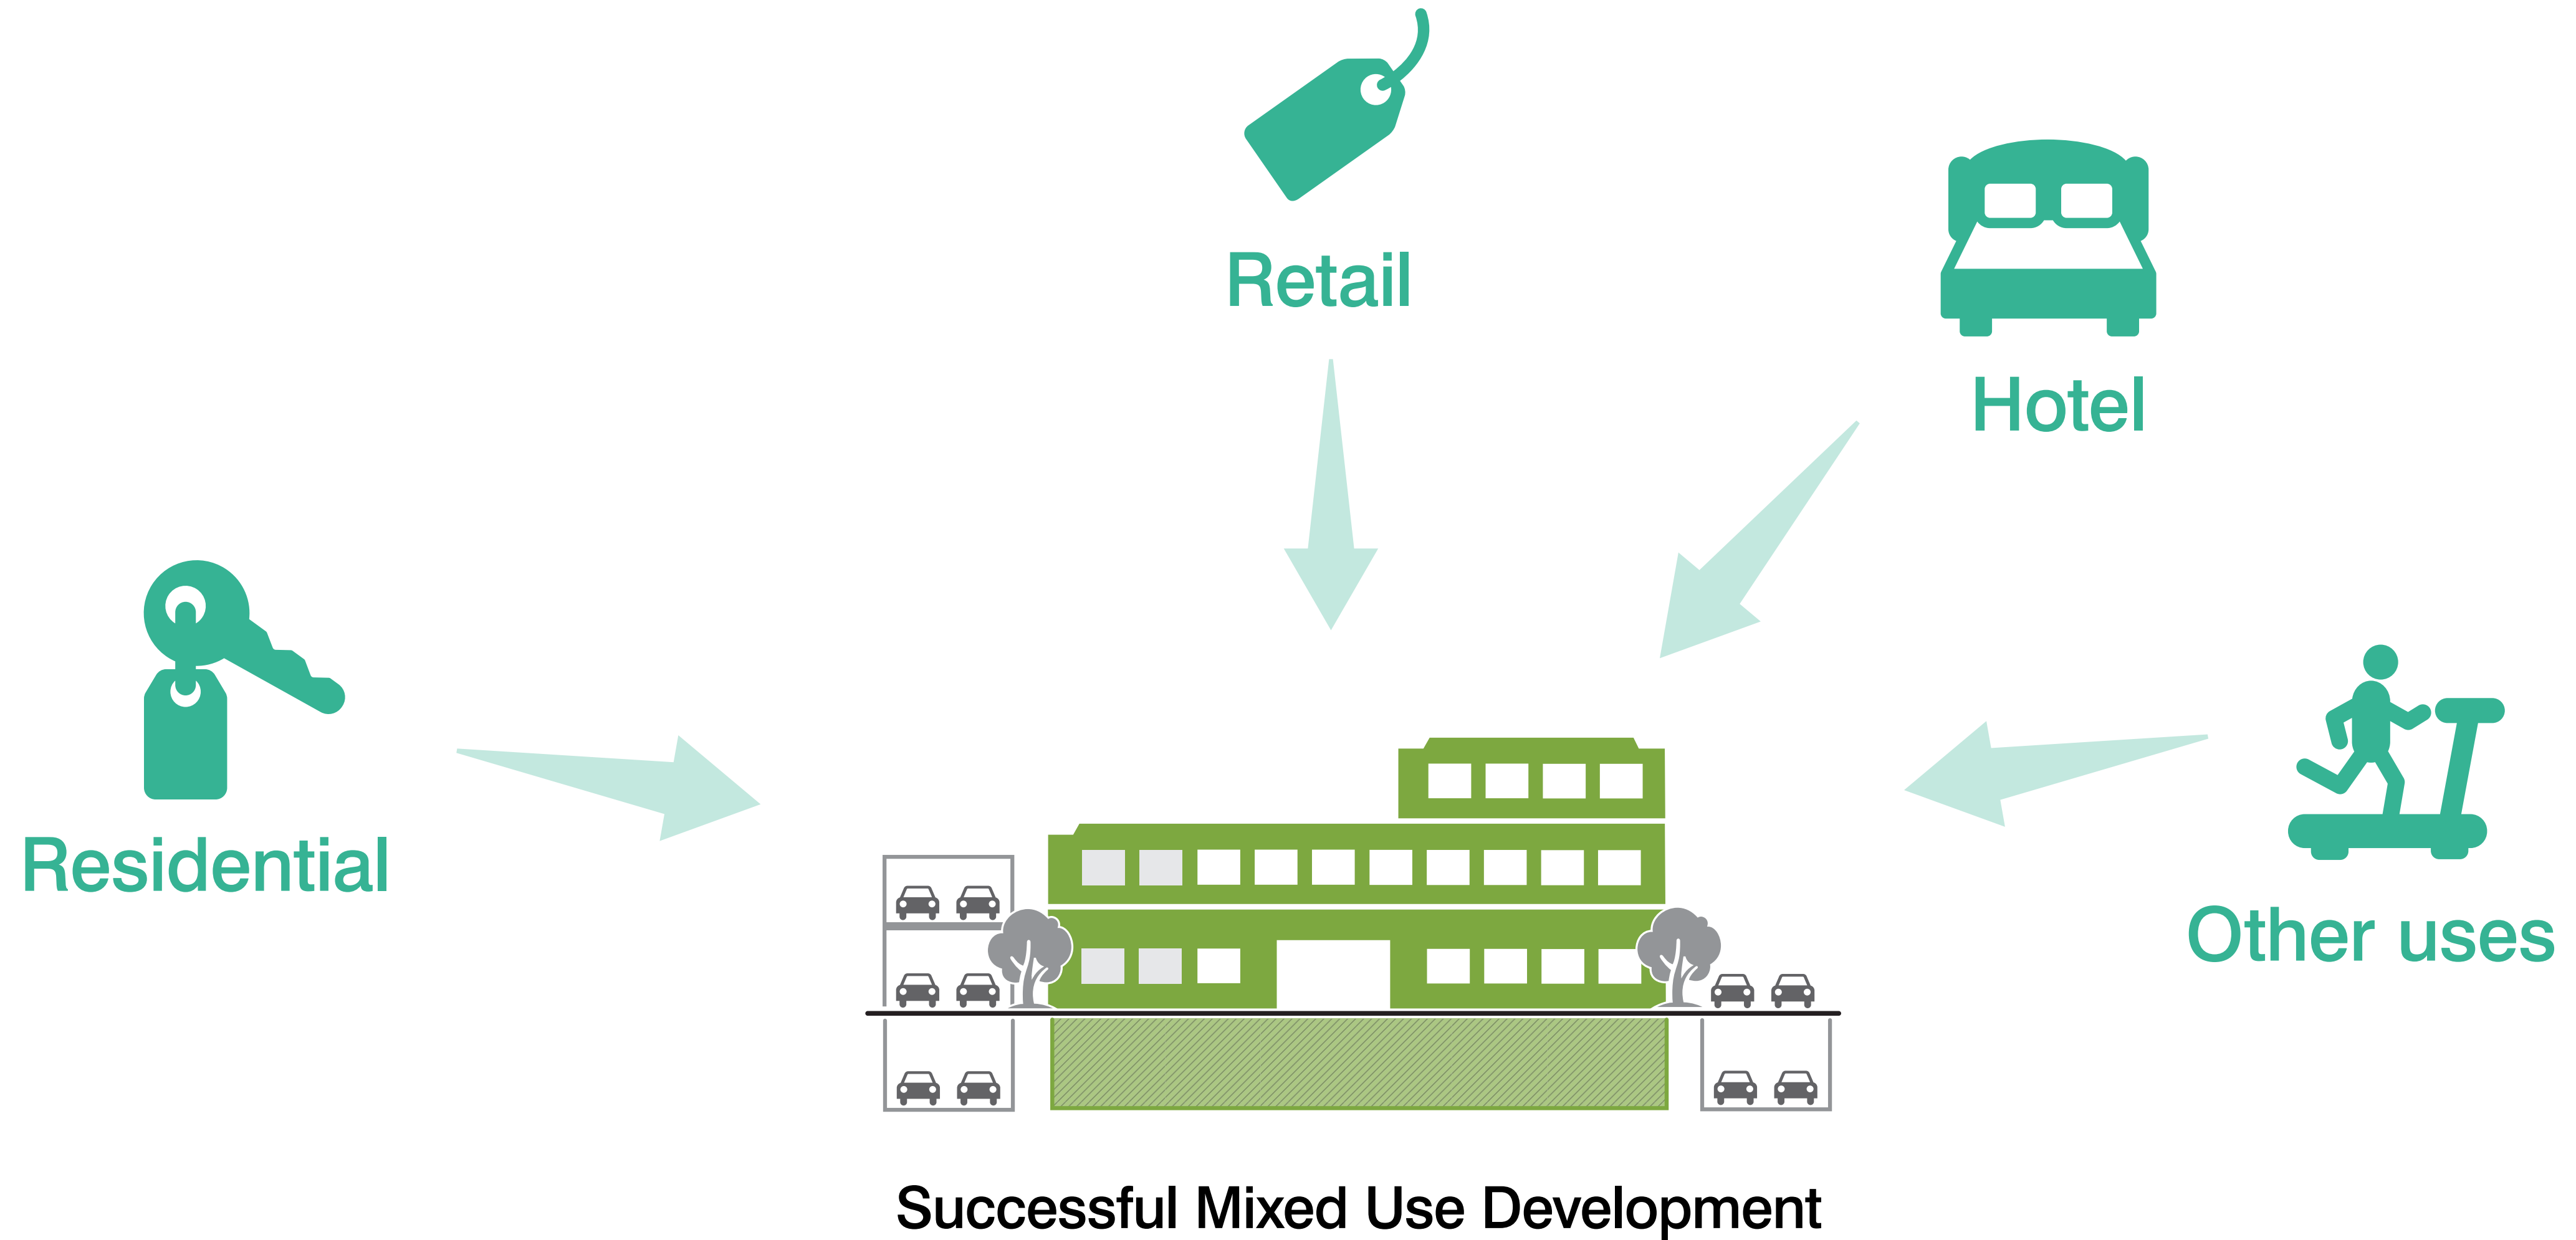 Retail
Hotel
Residential
Other uses
Successful Mixed Use Development